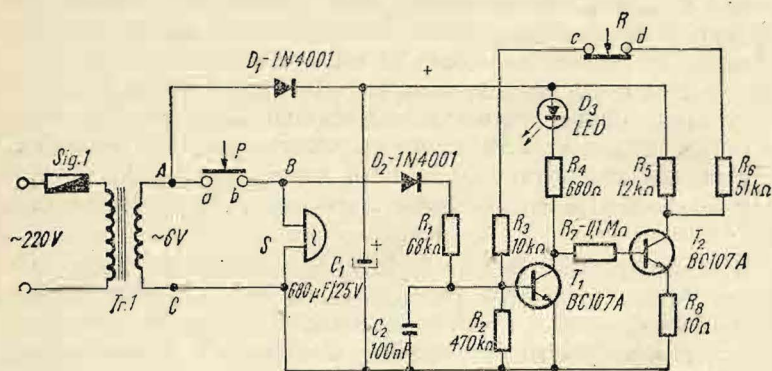 R
c
d
D1-1N4001
+
D3
LED
Sig.1
A
P
a
b
B
D2-1N4001
R4
680Ω
R5
12kΩ
R6
51kΩ
~220V
~6V
S
C1
+
680μF/25V
R1
68kΩ
R3
10kΩ
R7-0,1MΩ
T2
BC107A
Tr.1
C
T1
BC107A
C2
100nF
R2
470kΩ
R8
10Ω